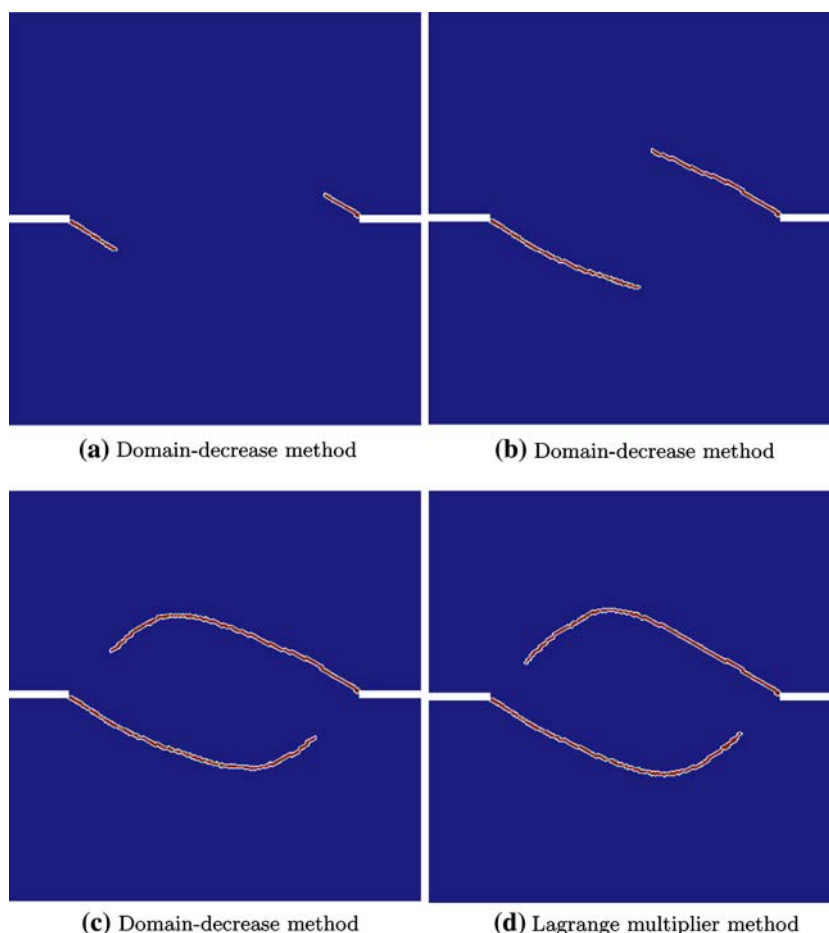 (a) Domain-decrease method
(b) Domain-decrease method
(c) Domain-decrease method
(d) Lagrange multiplier method